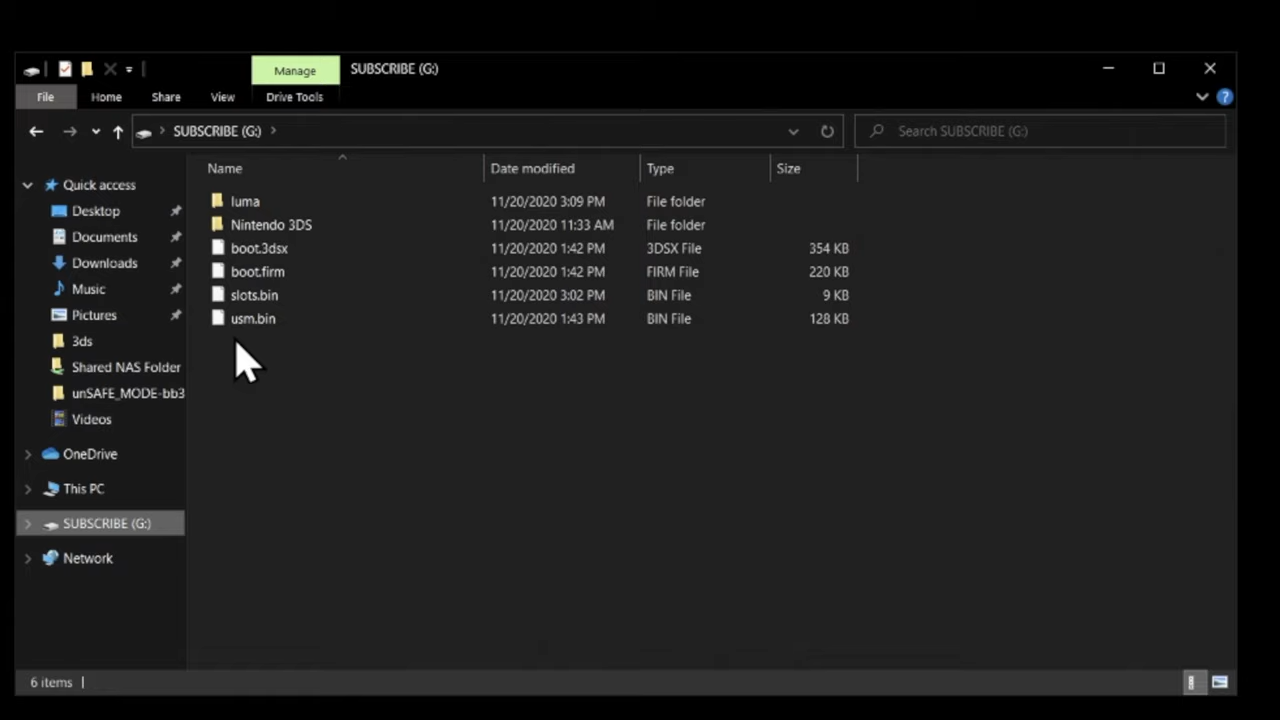 Manage
SUBSCRIBE (G:)
File
Home
Share
View
Drive Tools
SUBSCRIBE (G:)
Search SUBSCRIBE (G:)
Name
Date modified
Type
Size
Quick access
Desktop
Documents
Downloads
Music
Pictures
3ds
Shared NAS Folder
unSAFE_MODE-bb3
Videos
OneDrive
This PC
SUBSCRIBE (G:)
Network
luma 11/20/2020 3:09 PM File folder
Nintendo 3DS 11/20/2020 11:33 AM File folder
boot.3dsx 11/20/2020 1:42 PM 3DSX File 354 KB
boot.firm 11/20/2020 1:42 PM FIRM File 220 KB
slots.bin 11/20/2020 3:02 PM BIN File 9 KB
usm.bin 11/20/2020 1:43 PM BIN File 128 KB
6 items